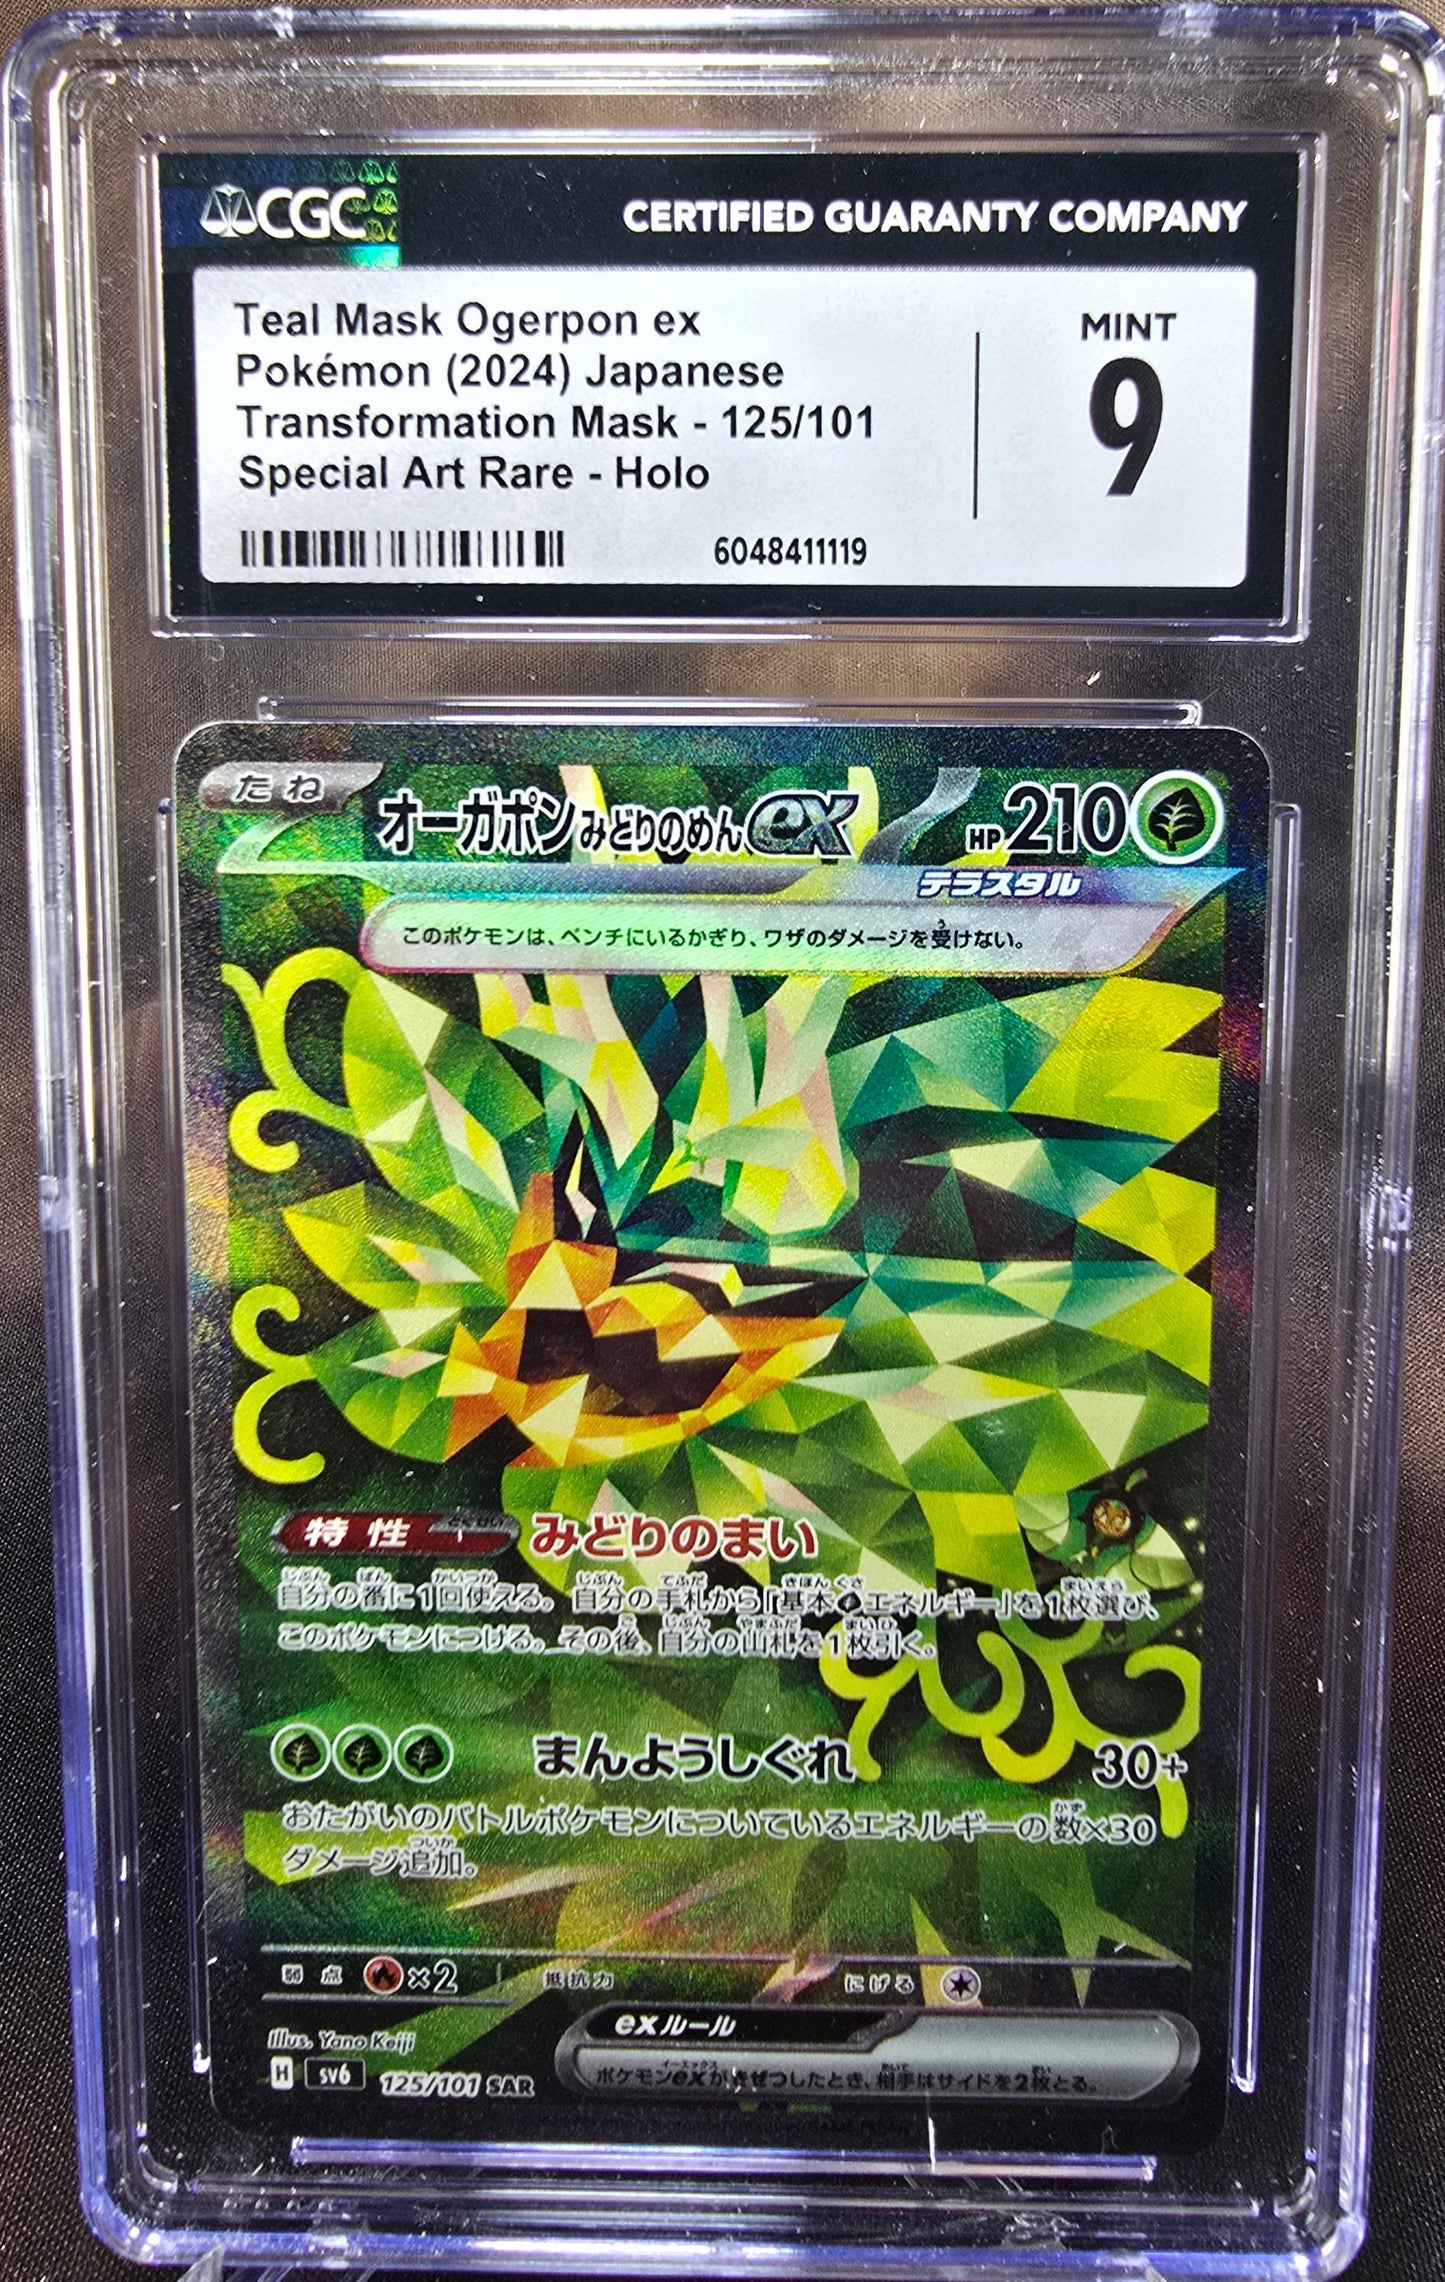 CGC
CERTIFIED GUARANTY COMPANY
Teal Mask Ogerpon ex
Pokémon (2024) Japanese
Transformation Mask - 125/101
Special Art Rare - Holo
MINT
9
6048411119
たね
オーガポンみどりのめんex
HP210
テラスタル
このポケモンは、ベンチにいるかぎり、ワザのダメージを受けない。
特性 みどりのまい
自分の番に1回使える。自分の手札から「基本エネルギー」を1枚選び、
このポケモンにつける。その後、自分の山札を1枚引く。
まんようしぐれ 30+
おたがいのバトルポケモンについているエネルギーの数×30
ダメージ追加。
弱点 ×2 抵抗力 にげる
Illus. Yano Keiji
exルール
H sv6 125/101 SAR
ポケモンexがきぜつしたとき、相手はサイドを2枚とる。